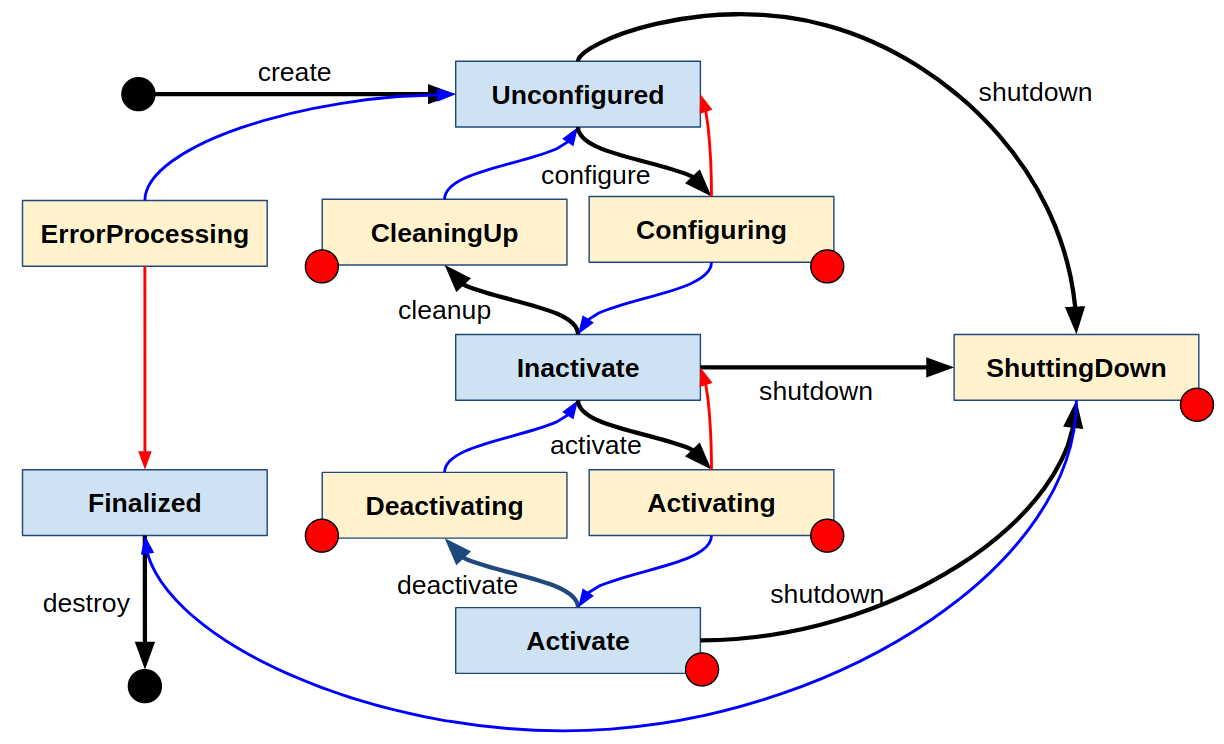 create
Unconfigured
shutdown
configure
ErrorProcessing
CleaningUp
Configuring
cleanup
Inactivate
ShuttingDown
shutdown
activate
Finalized
Deactivating
Activating
deactivate
shutdown
destroy
Activate